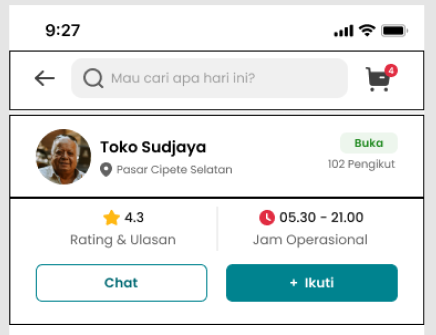 9:27
Mau cari apa hari ini?
4
Toko Sudjaya
Buka
Pasar Cipete Selatan
102 Pengikut
4.3
05.30 - 21.00
Rating & Ulasan
Jam Operasional
Chat
+ Ikuti